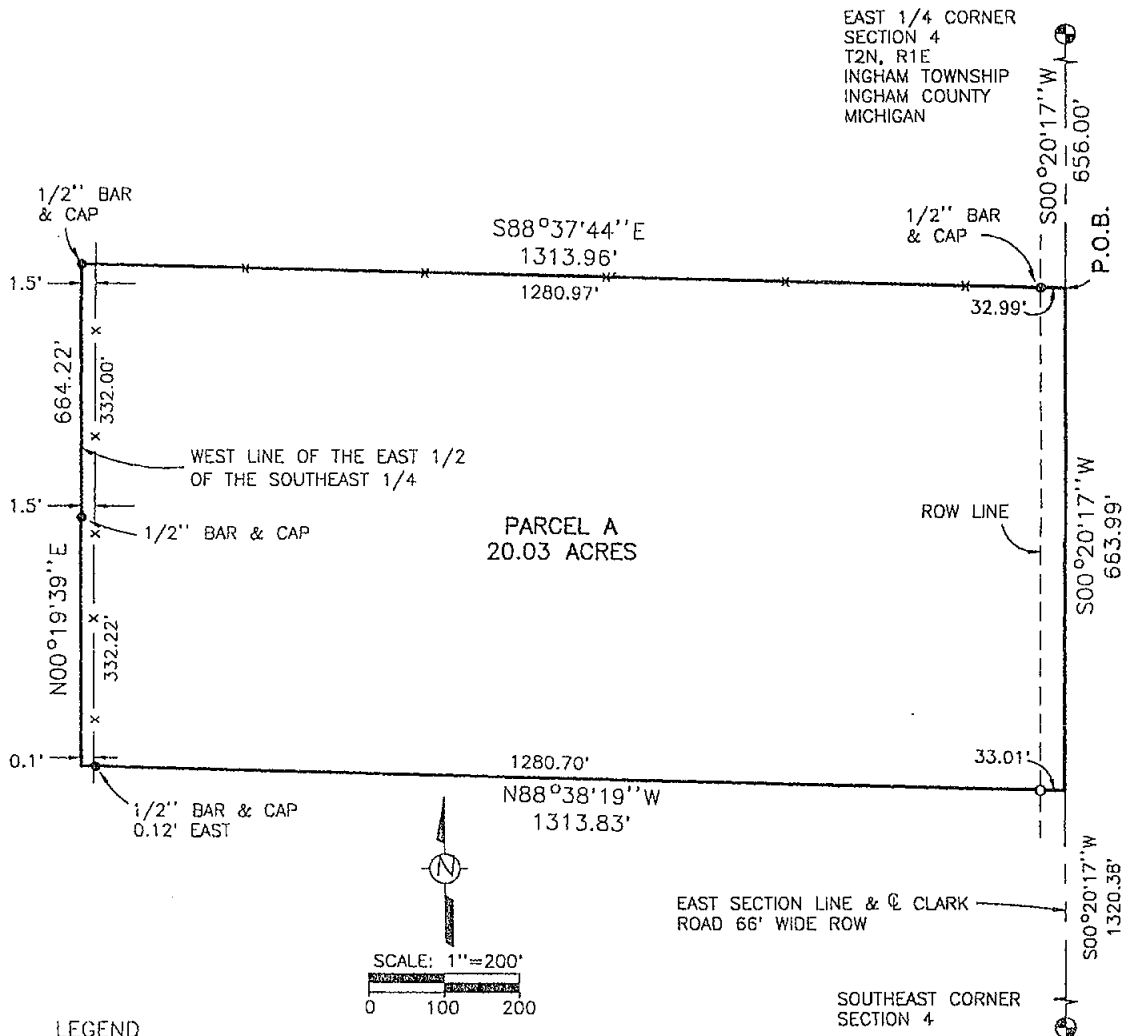 EAST 1/4 CORNER
SECTION 4
T2N, R1E
INGHAM TOWNSHIP
INGHAM COUNTY
MICHIGAN
S00°20'17''W
656.00'
P.O.B.
1/2'' BAR
& CAP
S88°37'44''E
1313.96'
1280.97'
1/2'' BAR
& CAP
32.99'
1.5'
664.22'
332.00'
WEST LINE OF THE EAST 1/2
OF THE SOUTHEAST 1/4
1.5'
1/2'' BAR & CAP
PARCEL A
20.03 ACRES
ROW LINE
S00°20'17''W
663.99'
N00°19'39''E
332.22'
0.1'
1/2'' BAR & CAP
0.12' EAST
1280.70'
N88°38'19''W
1313.83'
33.01'
N
SCALE: 1''=200'
0 100 200
EAST SECTION LINE & ℄ CLARK
ROAD 66' WIDE ROW
S00°20'17''W
1320.38'
SOUTHEAST CORNER
SECTION 4
LEGEND